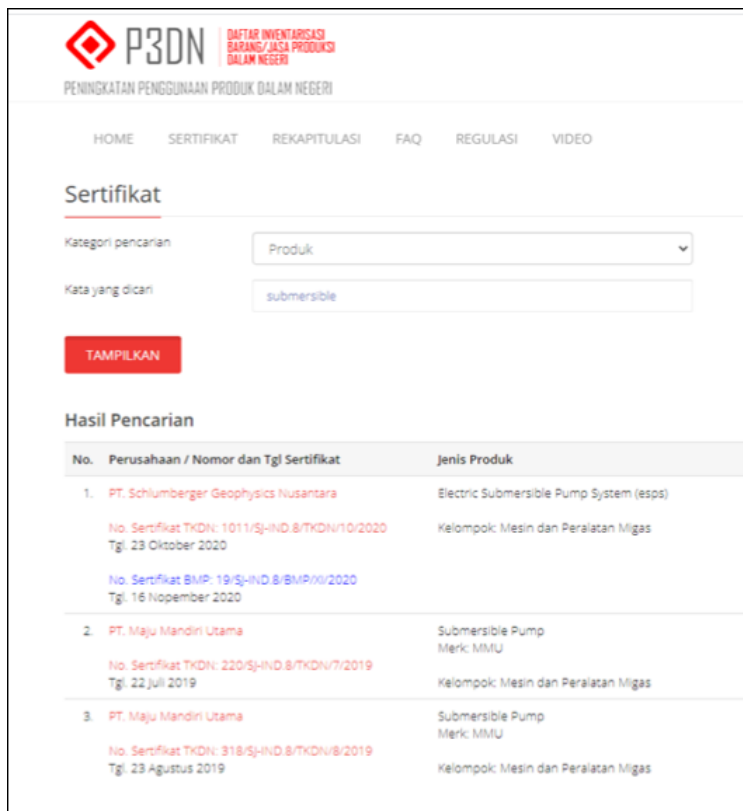 P3DN
DAFTAR INVENTARISASI
BARANG/JASA PRODUKSI
DALAM NEGERI
PENINGKATAN PENGGUNAAN PRODUK DALAM NEGERI
HOME SERTIFIKAT REKAPITULASI FAQ REGULASI VIDEO
Sertifikat
Kategori pencarian Produk
Kata yang dicari submersible
TAMPILKAN
Hasil Pencarian
No. Perusahaan / Nomor dan Tgl Sertifikat Jenis Produk
1. PT. Schlumberger Geophysics Nusantara Electric Submersible Pump System (esps)
No. Sertifikat TKDN: 1011/SJ-IND.8/TKDN/10/2020 Kelompok: Mesin dan Peralatan Migas
Tgl. 23 Oktober 2020
No. Sertifikat BMP: 19/SJ-IND.8/BMP/XI/2020
Tgl. 16 Nopember 2020
2. PT. Maju Mandiri Utama Submersible Pump
Merk: MMU
No. Sertifikat TKDN: 220/SJ-IND.8/TKDN/7/2019
Tgl. 22 Juli 2019 Kelompok: Mesin dan Peralatan Migas
3. PT. Maju Mandiri Utama Submersible Pump
Merk: MMU
No. Sertifikat TKDN: 318/SJ-IND.8/TKDN/8/2019
Tgl. 23 Agustus 2019 Kelompok: Mesin dan Peralatan Migas